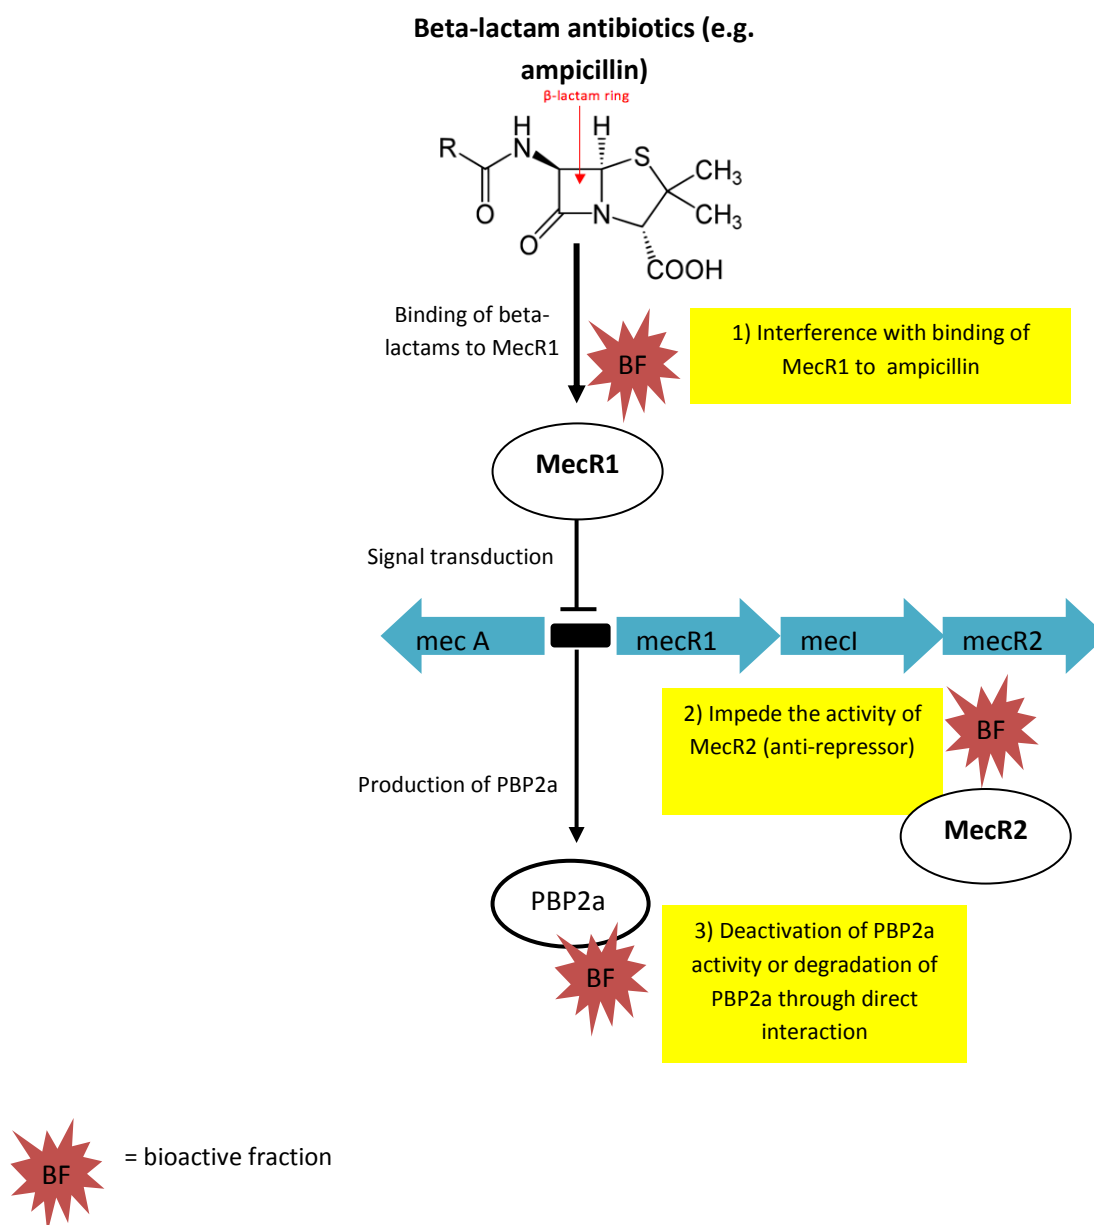 Beta-lactam antibiotics (e.g.
ampicillin)
β-lactam ring
H
H
R
N
S
CH3
CH3
O
N
O
COOH
Binding of beta-
lactams to MecR1
BF
1) Interference with binding of
MecR1 to ampicillin
MecR1
Signal transduction
mec A
mecR1
mecI
mecR2
2) Impede the activity of
MecR2 (anti-repressor)
BF
Production of PBP2a
MecR2
PBP2a
BF
3) Deactivation of PBP2a
activity or degradation of
PBP2a through direct
interaction
BF
= bioactive fraction